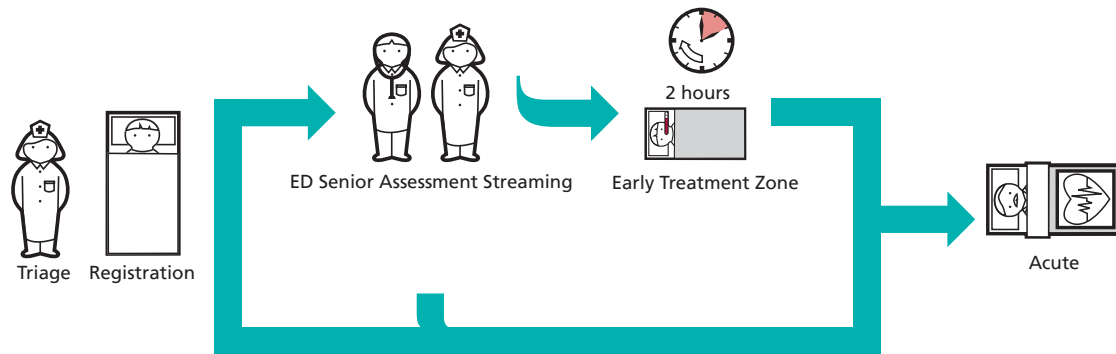 2 hours
ED Senior Assessment Streaming
Early Treatment Zone
Triage
Registration
Acute